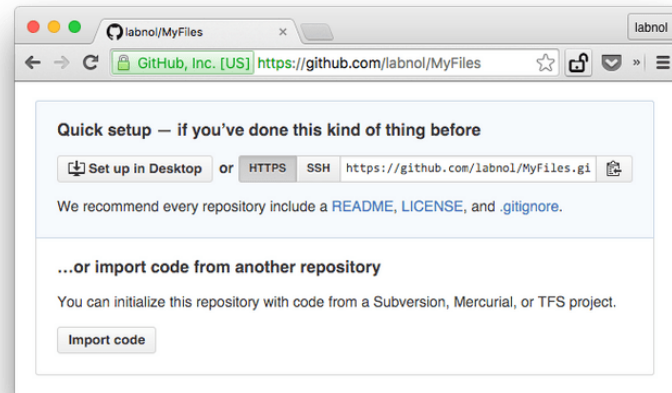 labnol/MyFiles
labnol
GitHub, Inc. [US] https://github.com/labnol/MyFiles
Quick setup — if you've done this kind of thing before
Set up in Desktop or HTTPS SSH https://github.com/labnol/MyFiles.gi
We recommend every repository include a README, LICENSE, and .gitignore.
...or import code from another repository
You can initialize this repository with code from a Subversion, Mercurial, or TFS project.
Import code